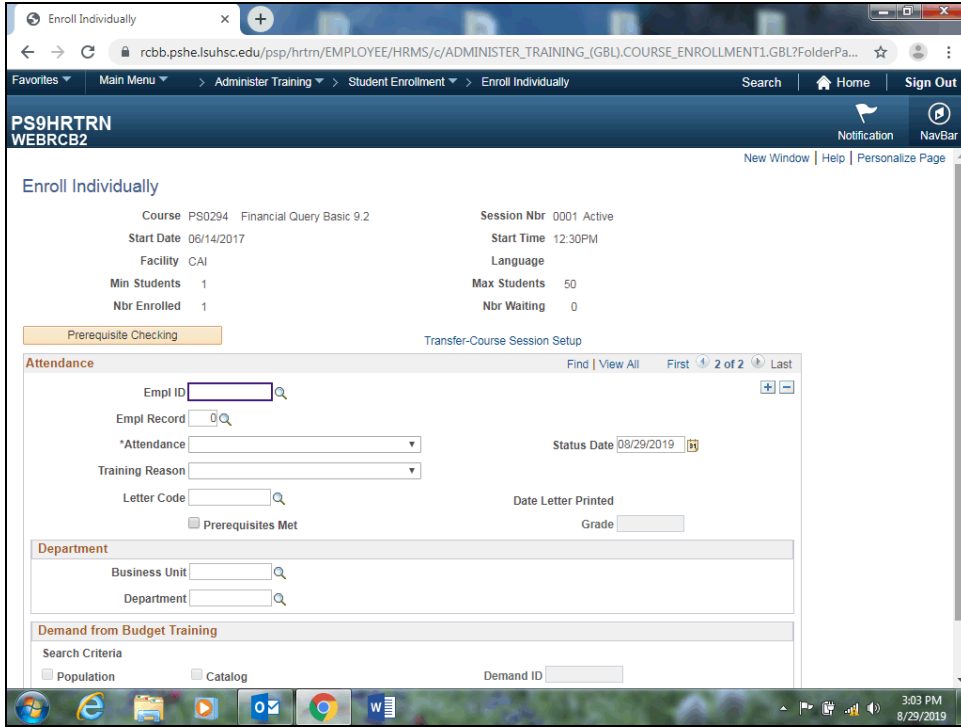 Enroll Individually
rcbb.pshe.lsuhsc.edu/psp/hrtrn/EMPLOYEE/HRMS/c/ADMINISTER_TRAINING_(GBL).COURSE_ENROLLMENT1.GBL?FolderPa...
Favorites Main Menu > Administer Training > Student Enrollment > Enroll Individually Search Home Sign Out
PS9HRTRN
WEBRCB2
Notification NavBar
New Window | Help | Personalize Page
Enroll Individually
Course PS0294 Financial Query Basic 9.2 Session Nbr 0001 Active
Start Date 06/14/2017 Start Time 12:30PM
Facility CAI Language
Min Students 1 Max Students 50
Nbr Enrolled 1 Nbr Waiting 0
Prerequisite Checking Transfer-Course Session Setup
Attendance Find | View All First 2 of 2 Last
Empl ID
Empl Record 0
*Attendance Status Date 08/29/2019
Training Reason
Letter Code Date Letter Printed
Prerequisites Met Grade
Department
Business Unit
Department
Demand from Budget Training
Search Criteria
Population Catalog Demand ID
3:03 PM
8/29/2019